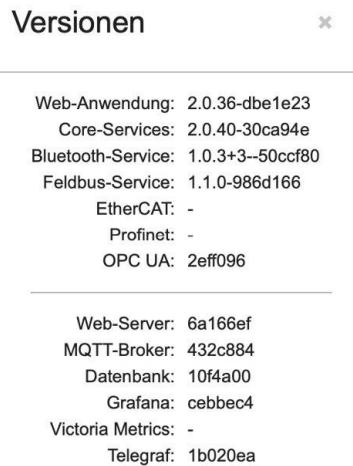 Versionen ×
Web-Anwendung: 2.0.36-dbe1e23
Core-Services: 2.0.40-30ca94e
Bluetooth-Service: 1.0.3+3--50ccf80
Feldbus-Service: 1.1.0-986d166
EtherCAT: -
Profinet: -
OPC UA: 2eff096
Web-Server: 6a166ef
MQTT-Broker: 432c884
Datenbank: 10f4a00
Grafana: cebbec4
Victoria Metrics: -
Telegraf: 1b020ea